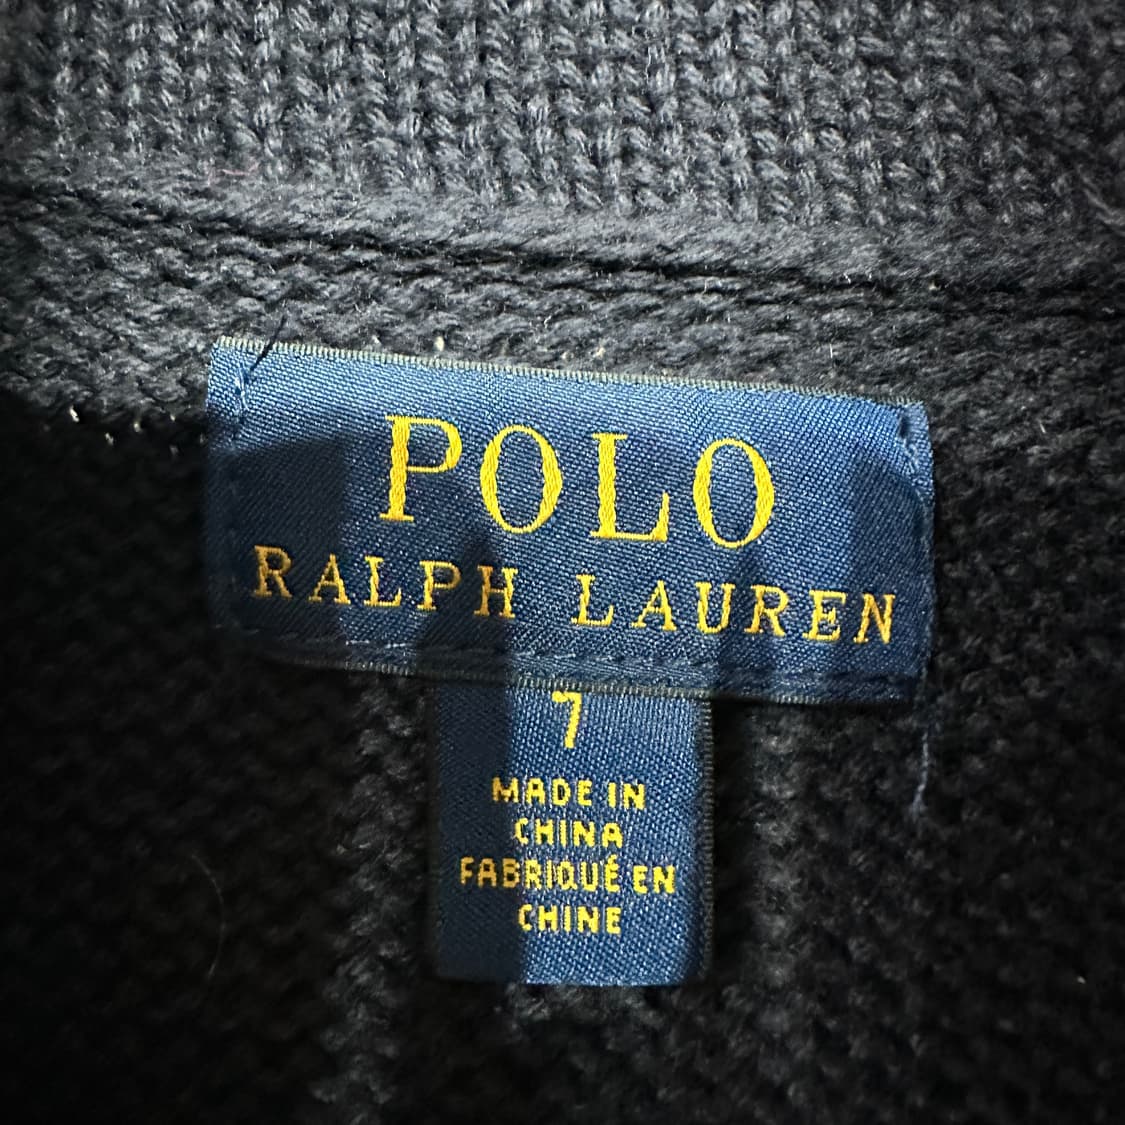 POLO
RALPH LAUREN
7
MADE IN
CHINA
FABRIQUÉ EN
CHINE